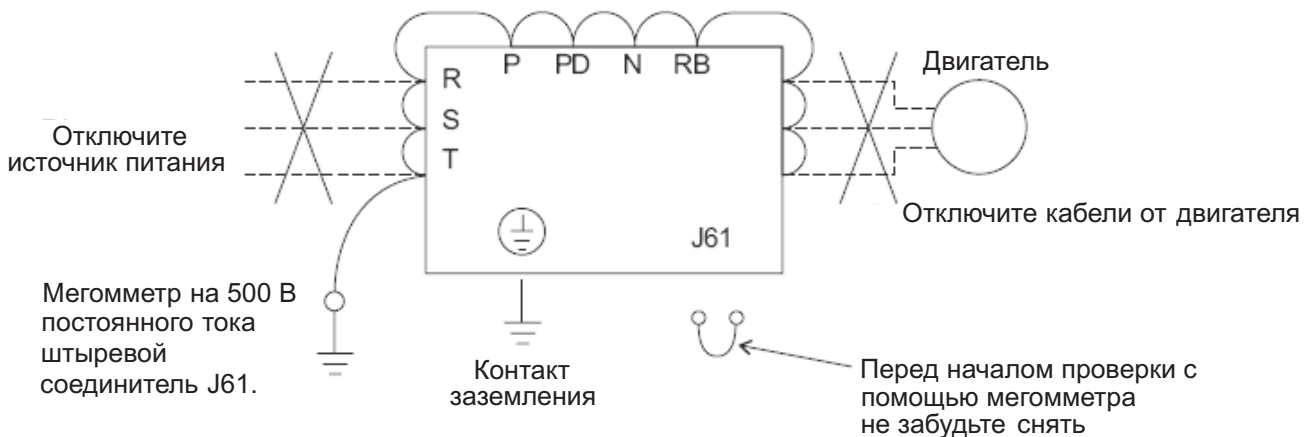 P PD N RB
R
S
T
Двигатель
Отключите
источник питания
Отключите кабели от двигателя
J61
Мегомметр на 500 В
постоянного тока
штыревой
соединитель J61.
Контакт
заземления
Перед началом проверки с
помощью мегомметра
не забудьте снять